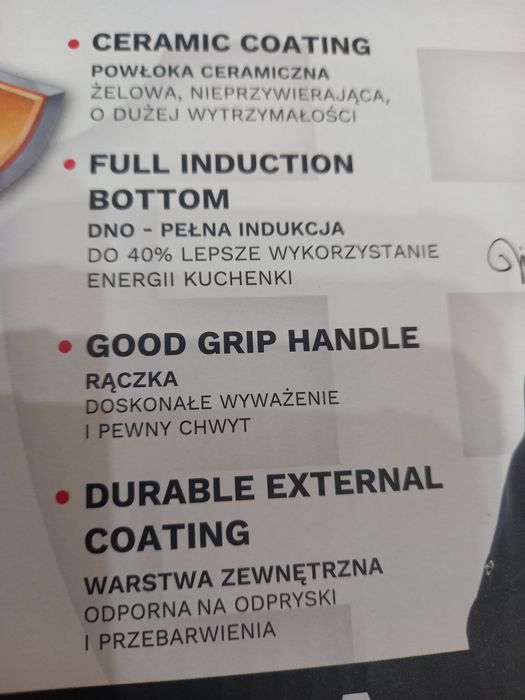 CERAMIC COATING
POWŁOKA CERAMICZNA
ŻELOWA, NIEPRZYWIERAJĄCA,
O DUŻEJ WYTRZYMAŁOŚCI
FULL INDUCTION
BOTTOM
DNO - PEŁNA INDUKCJA
DO 40% LEPSZE WYKORZYSTANIE
ENERGII KUCHENKI
GOOD GRIP HANDLE
RĄCZKA
DOSKONAŁE WYWAŻENIE
I PEWNY CHWYT
DURABLE EXTERNAL
COATING
WARSTWA ZEWNĘTRZNA
ODPORNA NA ODPRYSKI
I PRZEBARWIENIA